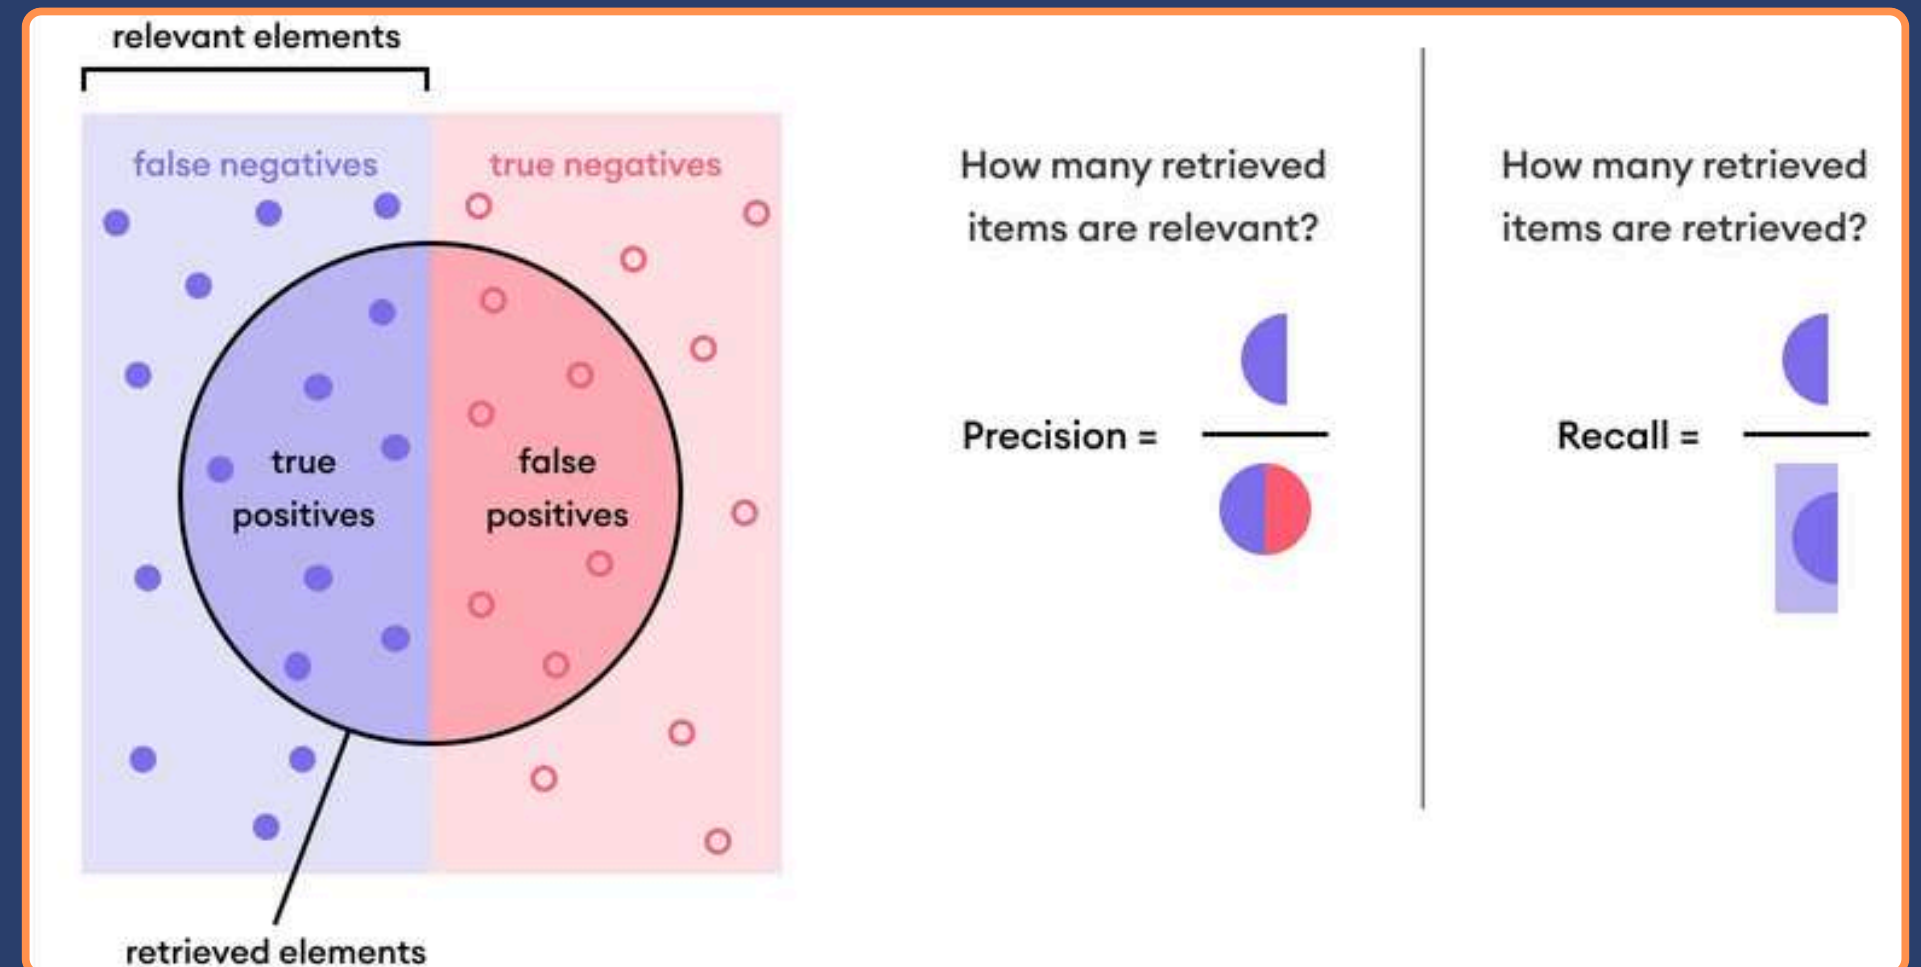 relevant elements
false negatives
true negatives
true
positives
false
positives
retrieved elements
How many retrieved
items are relevant?
Precision =
How many retrieved
items are retrieved?
Recall =